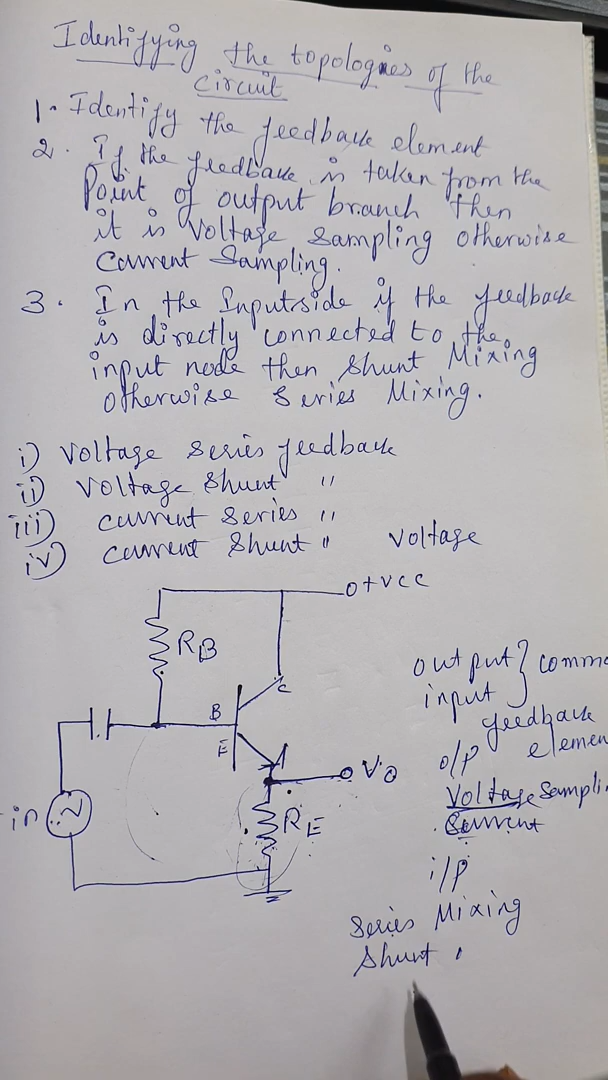 Identifying the topologies of the
circuit
1. Identify the feedback element
2. If the feedback is taken from the
Point of output branch then
it is Voltage Sampling otherwise
Current Sampling.
3. In the Inputside if the feedback
is directly connected to the
input node then Shunt Mixing
otherwise Series Mixing.
i) Voltage series feedback
ii) Voltage Shunt "
iii) current series "
iv) current Shunt "
Voltage
+VCC
RB
C
B
E
Vo
in
RE
output } comm
input
feedback
elemen
o/p
Voltage Sampli
Current
i/p
Series Mixing
Shunt "